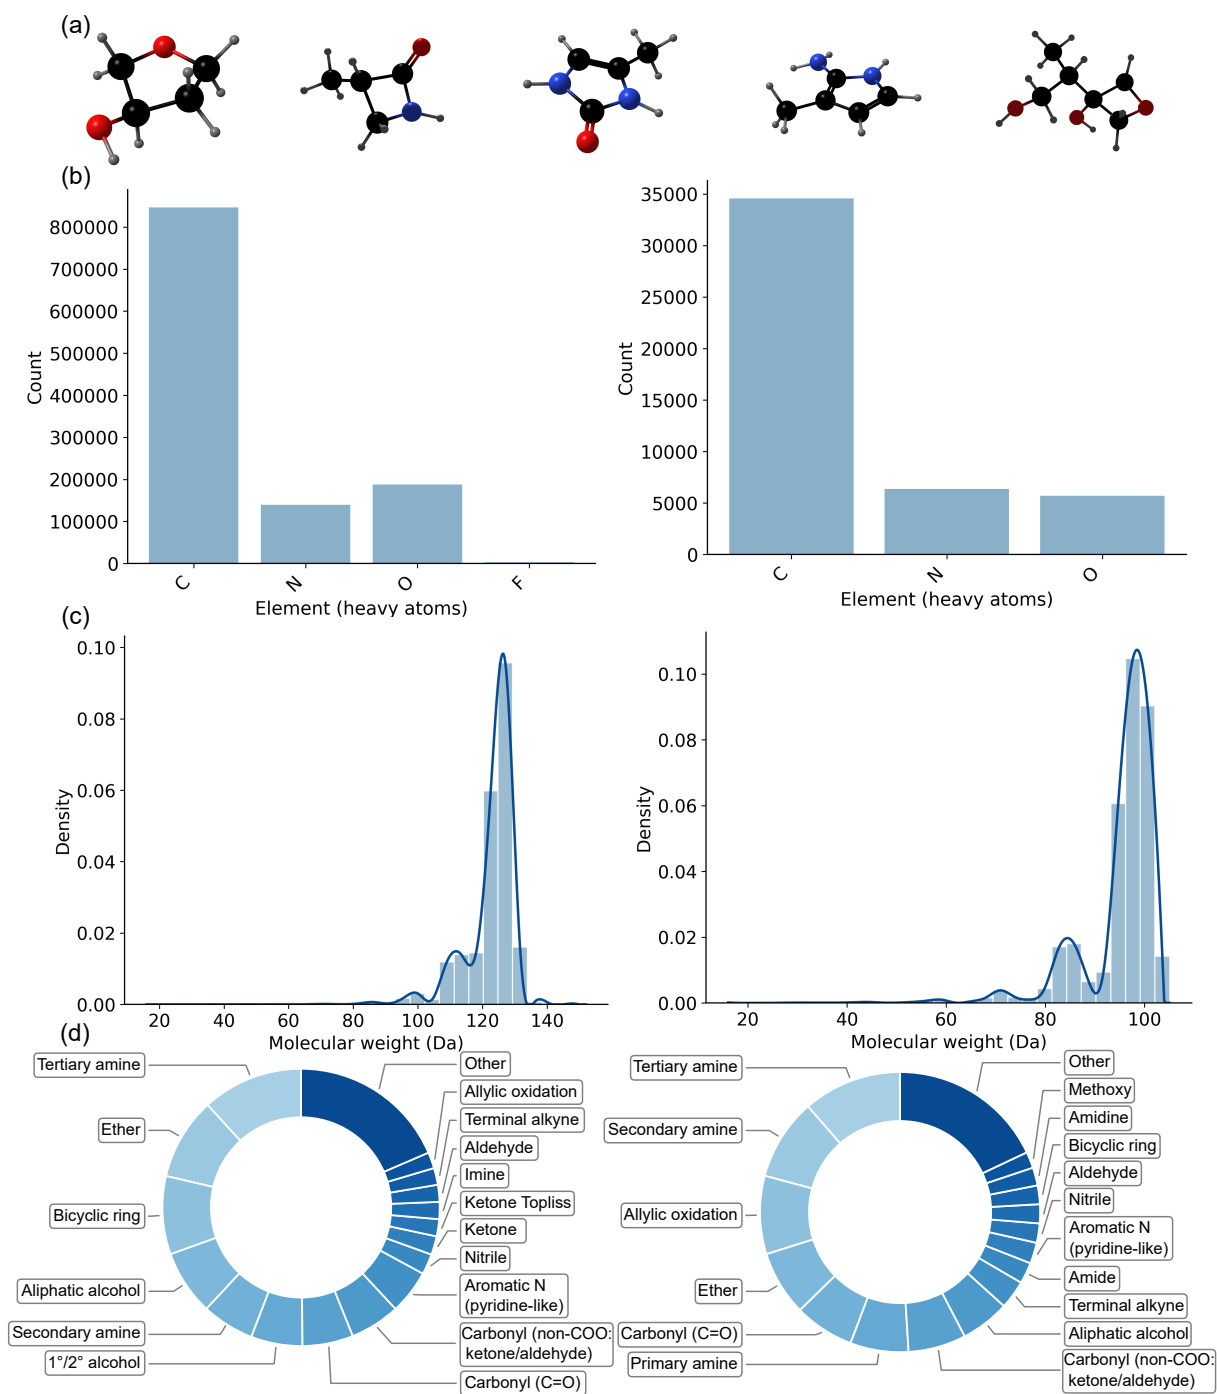 (a)
(b)
800000
700000
600000
500000
400000
300000
200000
100000
0
Count
C
N
O
F
Element (heavy atoms)
35000
30000
25000
20000
15000
10000
5000
0
Count
C
N
O
Element (heavy atoms)
(c)
0.10
0.08
0.06
0.04
0.02
0.00
Density
20
40
60
80
100
120
140
Molecular weight (Da)
0.10
0.08
0.06
0.04
0.02
0.00
Density
20
40
60
80
100
Molecular weight (Da)
(d)
Tertiary amine
Ether
Bicyclic ring
Aliphatic alcohol
Secondary amine
1°/2° alcohol
Other
Allylic oxidation
Terminal alkyne
Aldehyde
Imine
Ketone Topliss
Ketone
Nitrile
Aromatic N
(pyridine-like)
Carbonyl (non-COO:
ketone/aldehyde)
Carbonyl (C=O)
Tertiary amine
Secondary amine
Allylic oxidation
Ether
Carbonyl (C=O)
Primary amine
Other
Methoxy
Amidine
Bicyclic ring
Aldehyde
Nitrile
Aromatic N
(pyridine-like)
Amide
Terminal alkyne
Aliphatic alcohol
Carbonyl (non-COO:
ketone/aldehyde)